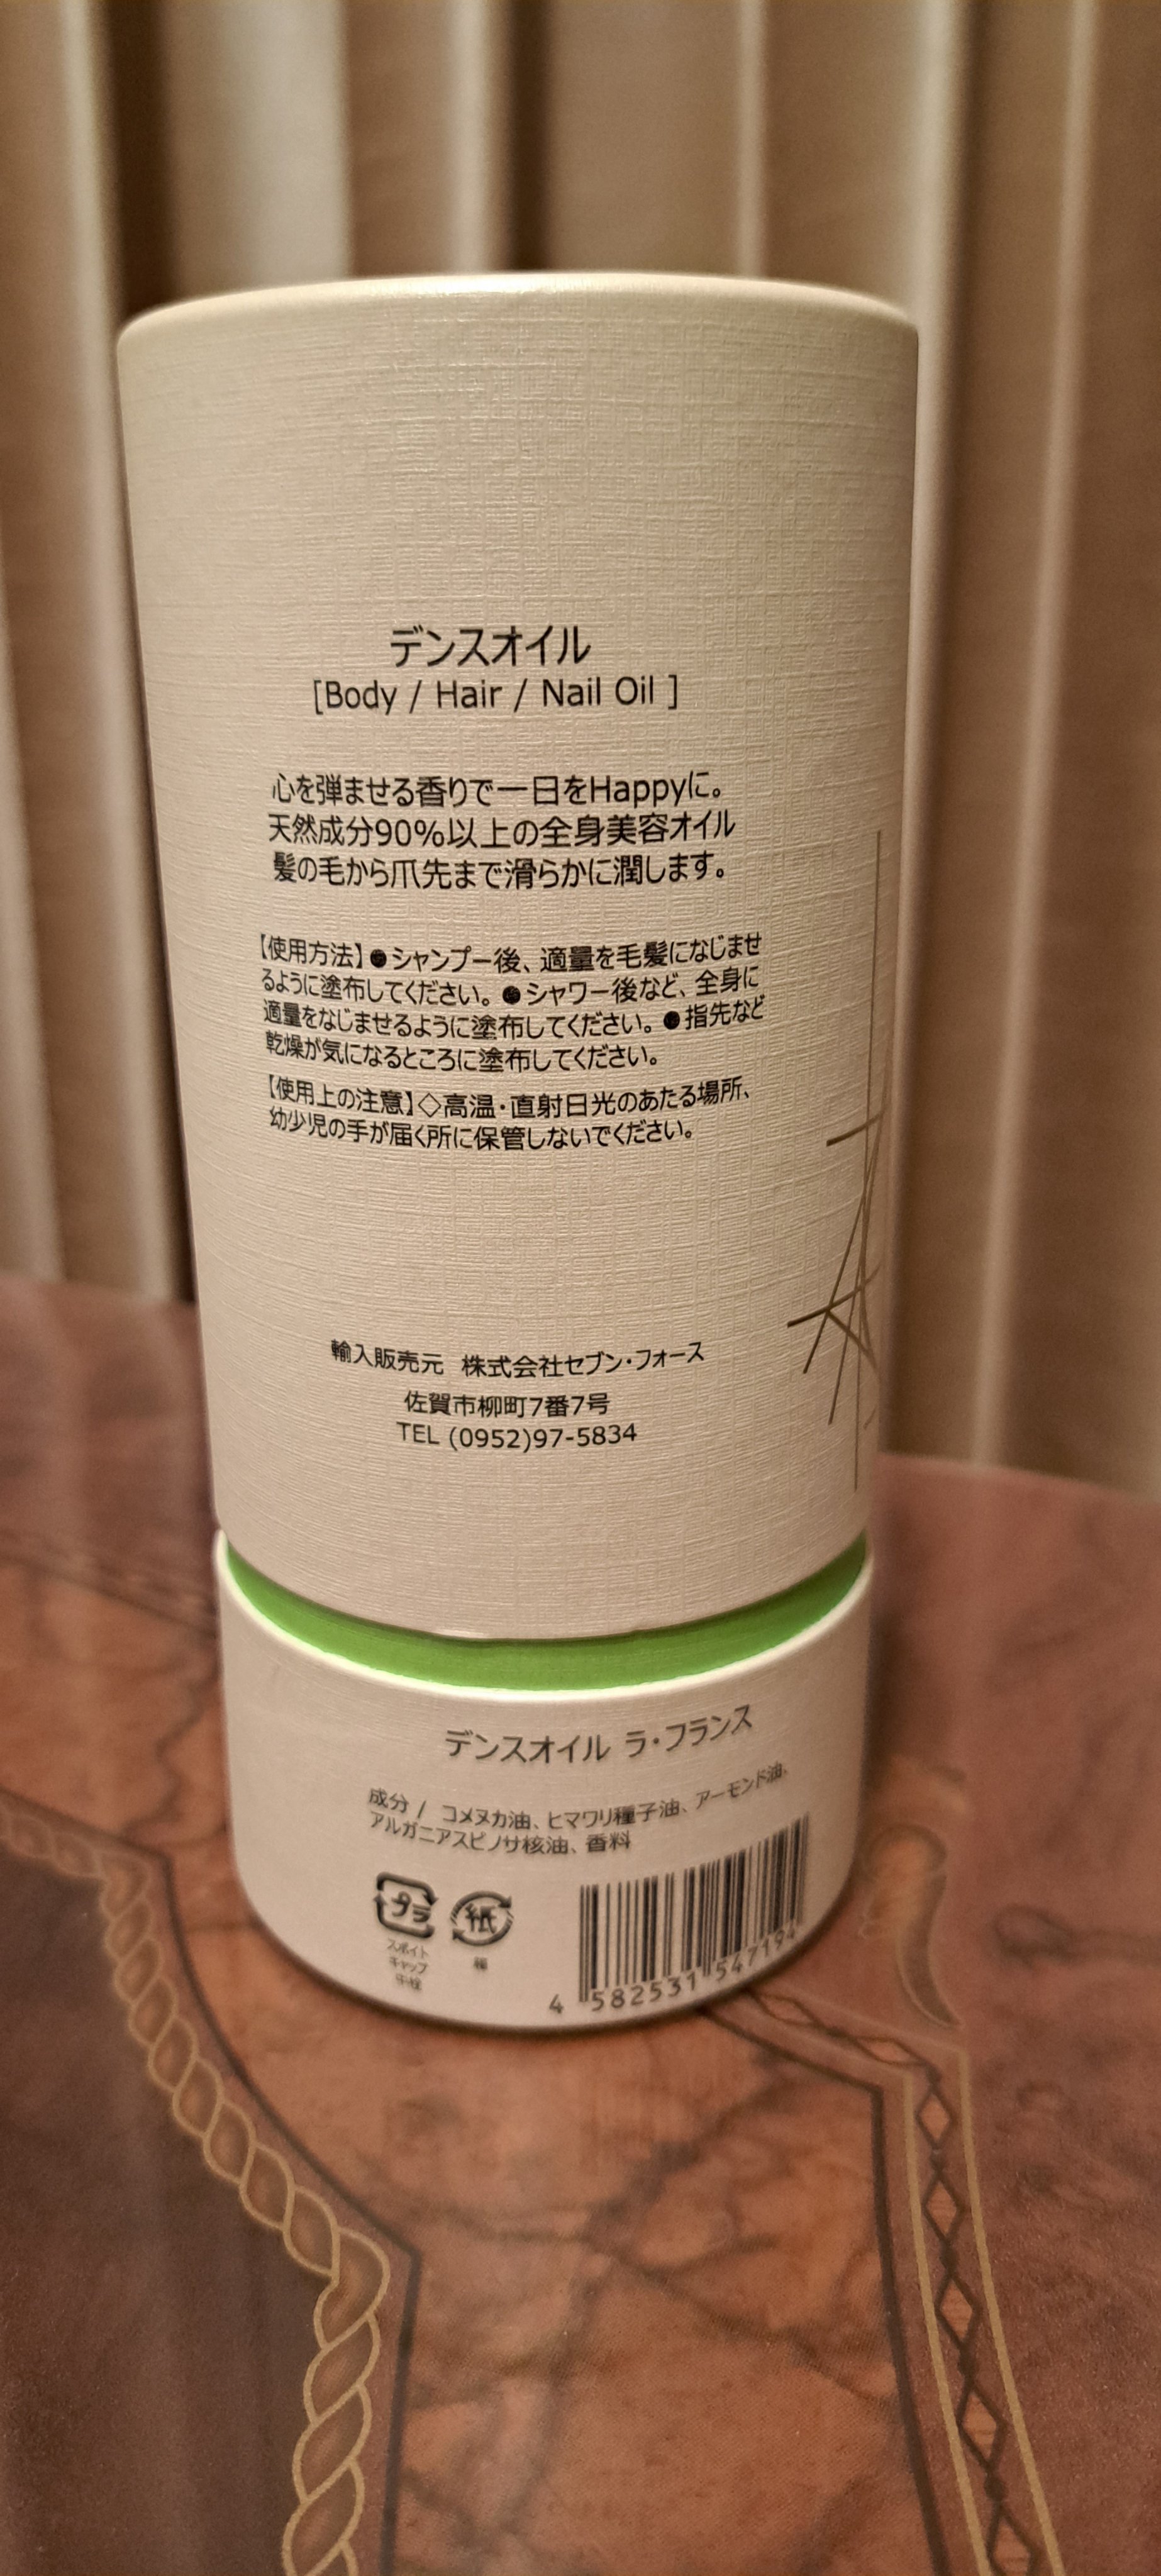 デンスオイル
[Body / Hair / Nail Oil ]
心を弾ませる香りで一日をHappyに。
天然成分90%以上の全身美容オイル
髪の毛から爪先まで滑らかに潤します。
【使用方法】●シャンプー後、適量を毛髪になじませ
るように塗布してください。●シャワー後など、全身に
適量をなじませるように塗布してください。●指先など
乾燥が気になるところに塗布してください。
【使用上の注意】◇高温・直射日光のあたる場所、
幼少児の手が届く所に保管しないでください。
輸入販売元 株式会社セブン・フォース
佐賀市柳町7番7号
TEL (0952)97-5834
デンスオイル ラ・フランス
成分 / コメヌカ油、ヒマワリ種子油、アーモンド油、
アルガニアスピノサ核油、香料
プラ 紙
スポイト
キャップ
中栓
4 582531 547194